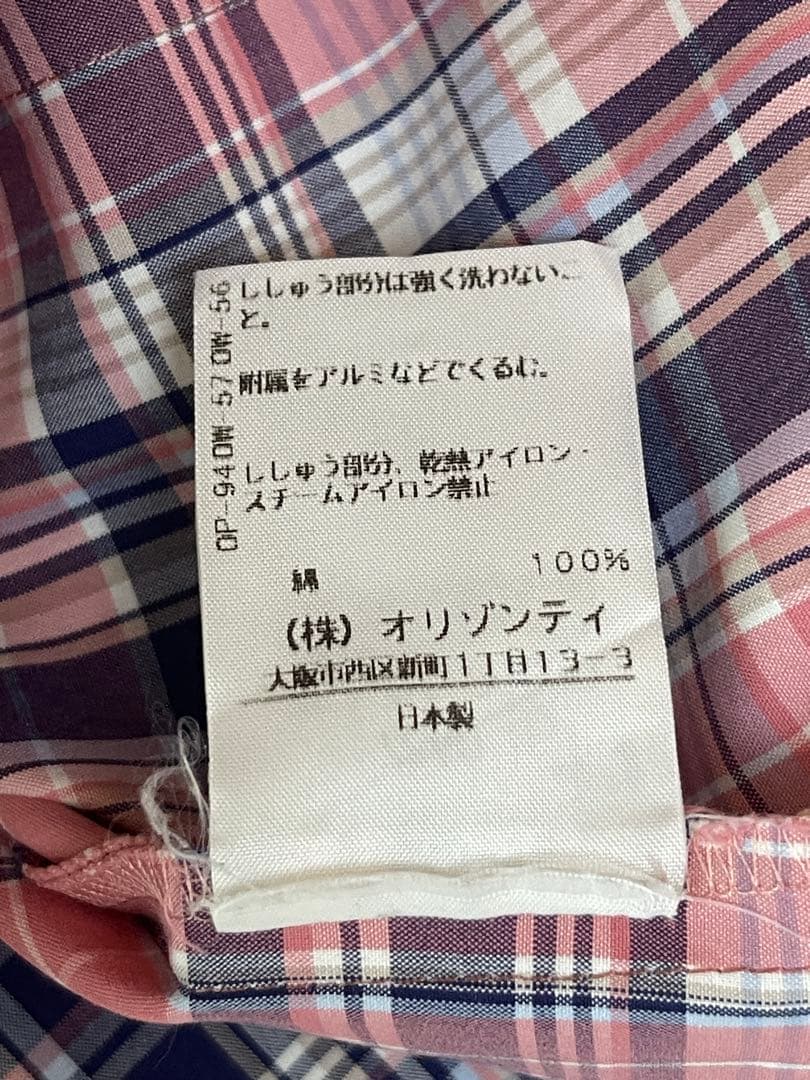 ししゅう部分は強く洗わないこ
と。
附属をアルミなどでくるむ。
ししゅう部分、乾熱アイロン・
スチームアイロン禁止
綿 100%
(株) オリゾンティ
大阪市西区新町1丁目13-3
日本製
OP-94 OW-57 OW-56